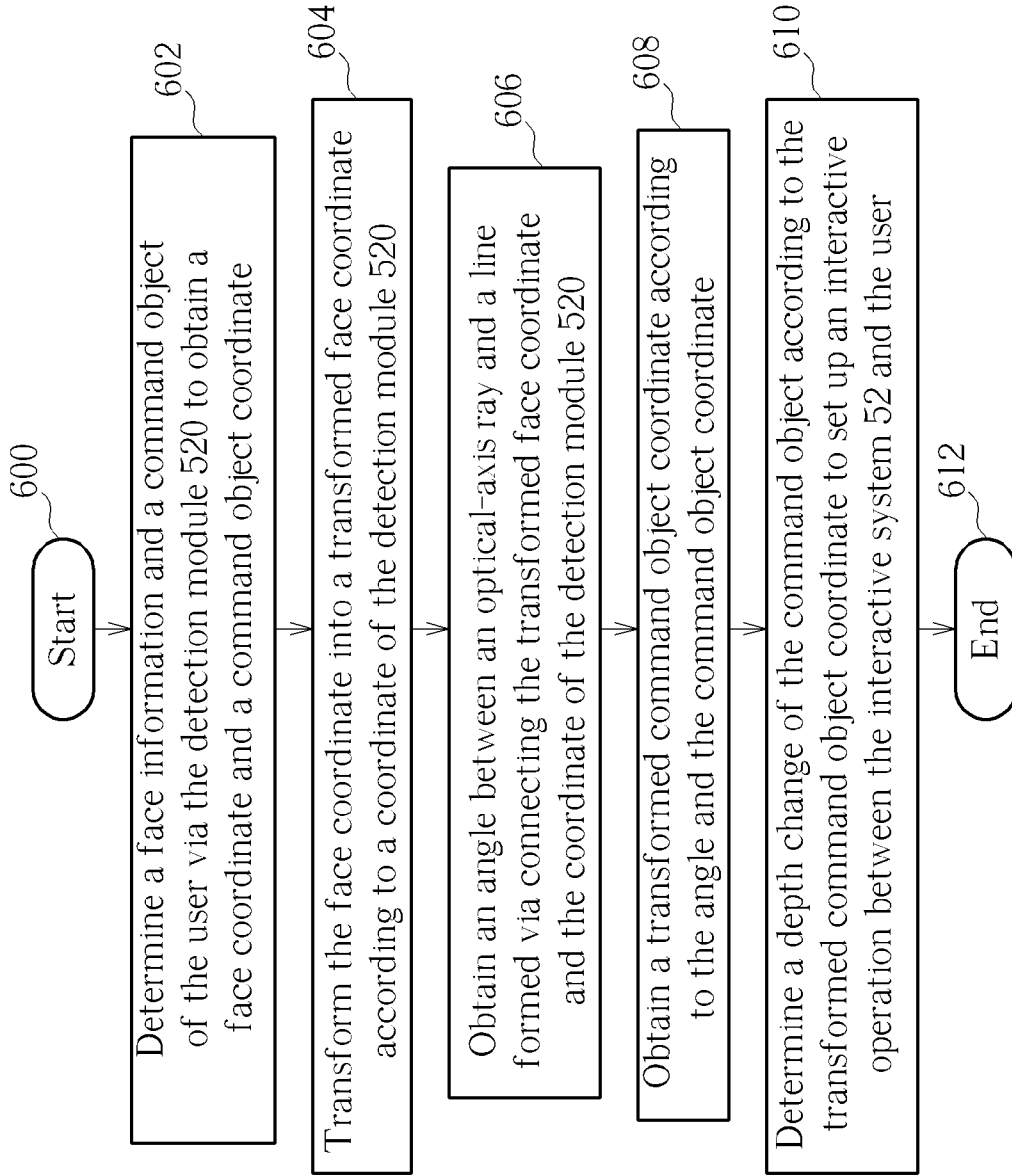 Start
600
Determine a face information and a command object
of the user via the detection module 520 to obtain a
face coordinate and a command object coordinate
602
Transform the face coordinate into a transformed face coordinate
according to a coordinate of the detection module 520
604
Obtain an angle between an optical-axis ray and a line
formed via connecting the transformed face coordinate
and the coordinate of the detection module 520
606
Obtain a transformed command object coordinate according
to the angle and the command object coordinate
608
Determine a depth change of the command object according to the
transformed command object coordinate to set up an interactive
operation between the interactive system 52 and the user
610
End
612